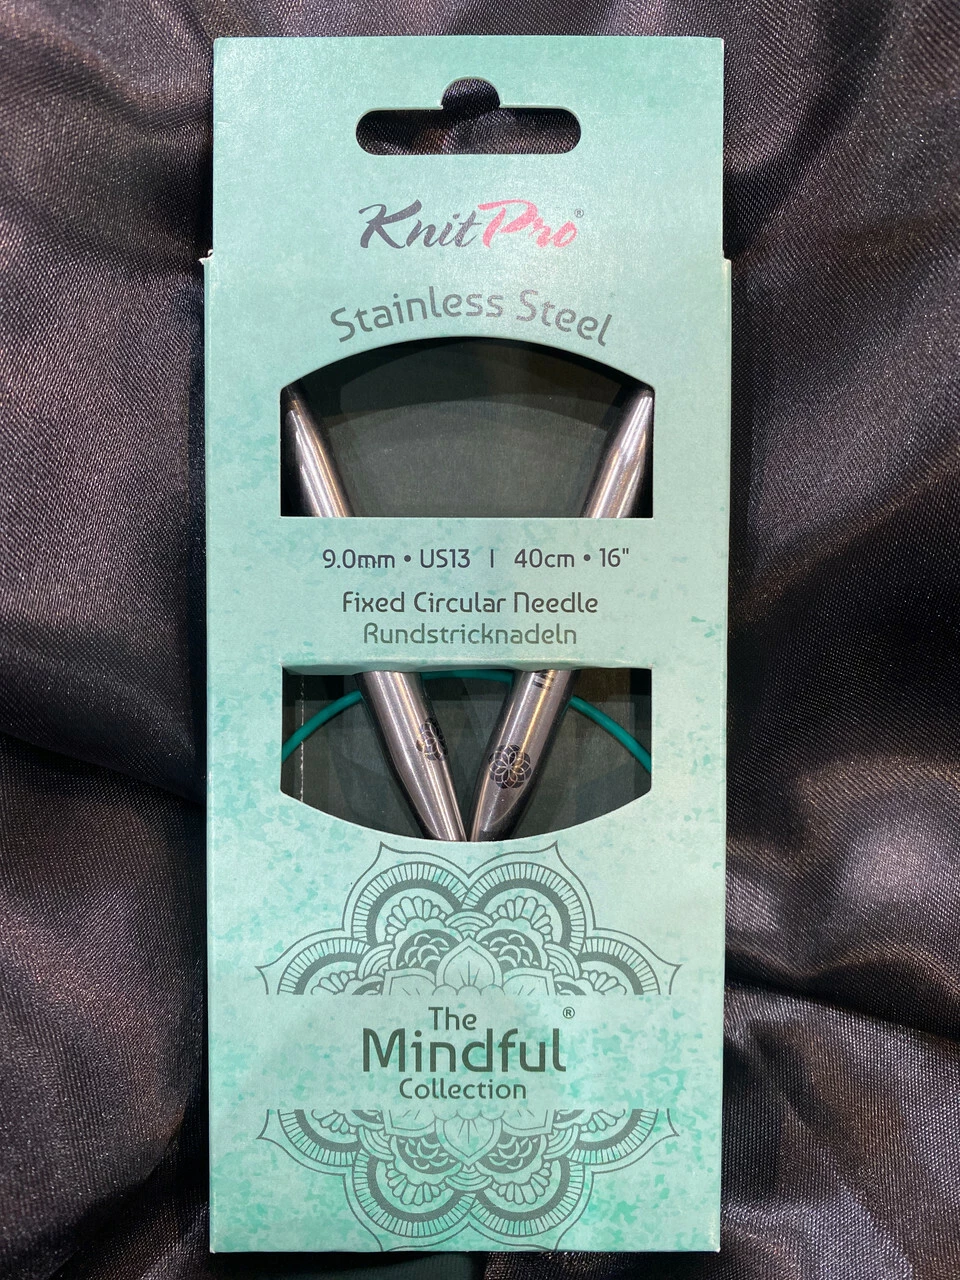 KnitPro®
Stainless Steel
9.0mm • US13 | 40cm • 16"
Fixed Circular Needle
Rundstricknadeln
The ®
Mindful
Collection